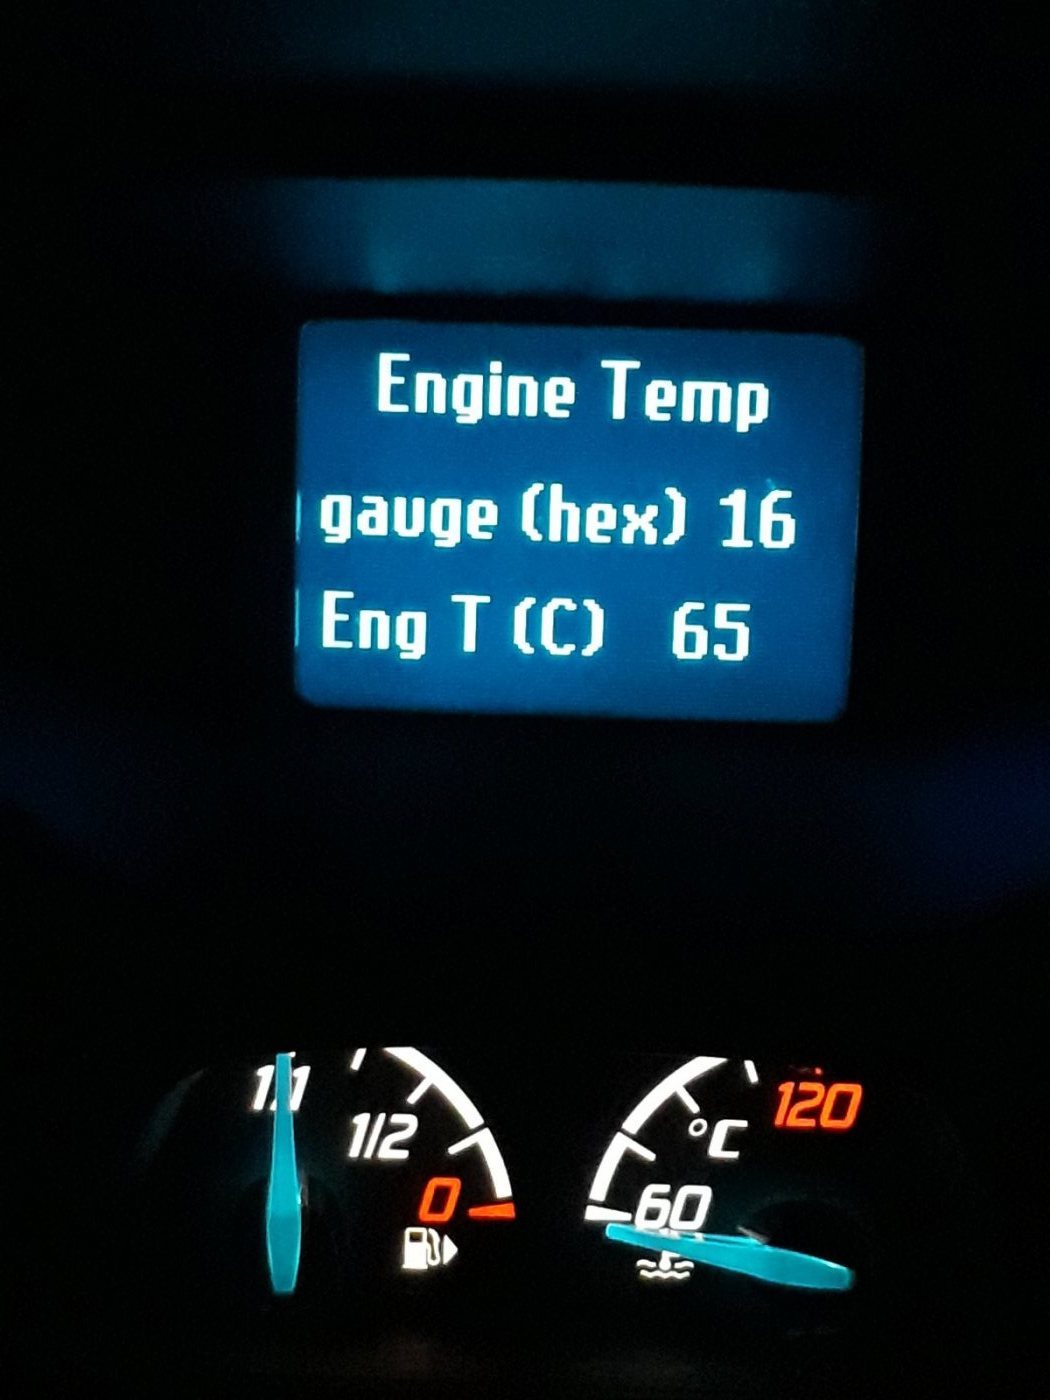 Engine Temp
gauge (hex) 16
Eng T (C) 65
1/1
1/2
0
120
°C
60